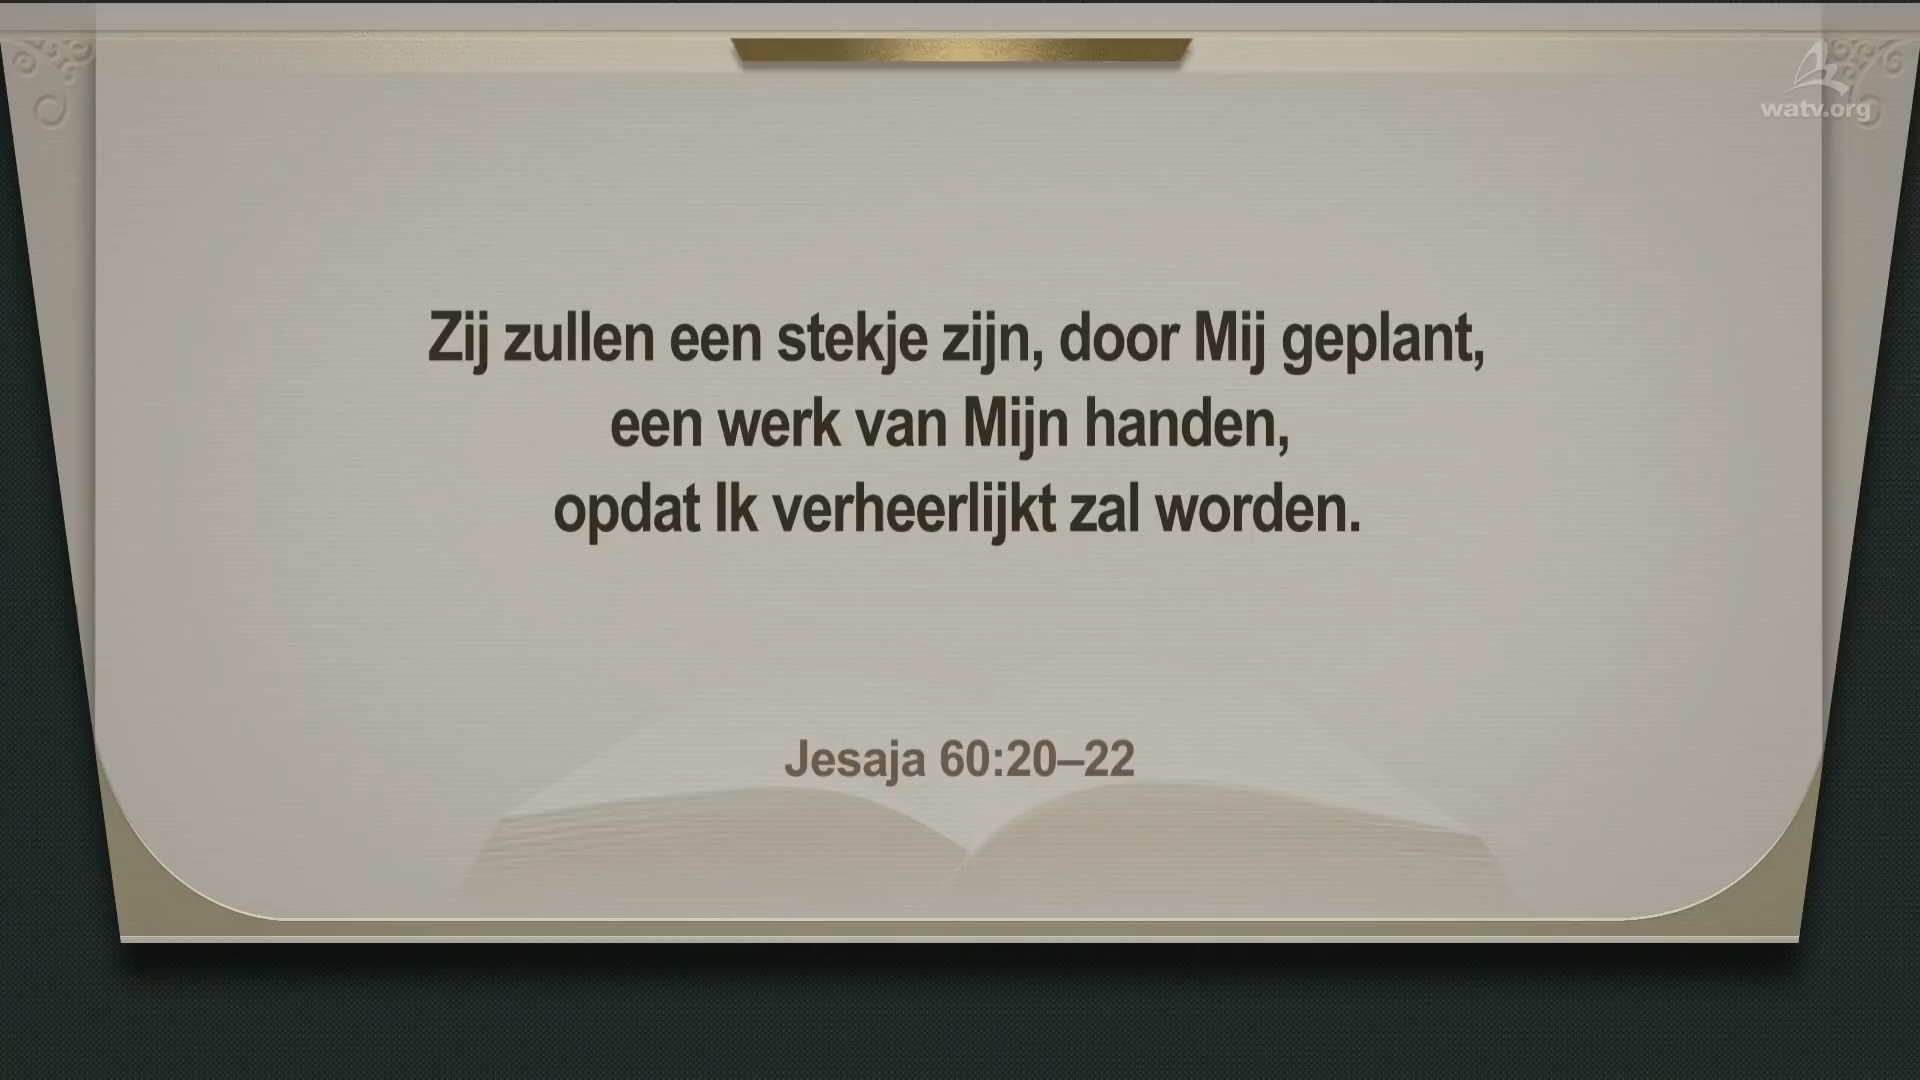 watv.org
Zij zullen een stekje zijn, door Mij geplant,
een werk van Mijn handen,
opdat Ik verheerlijkt zal worden.
Jesaja 60:20–22